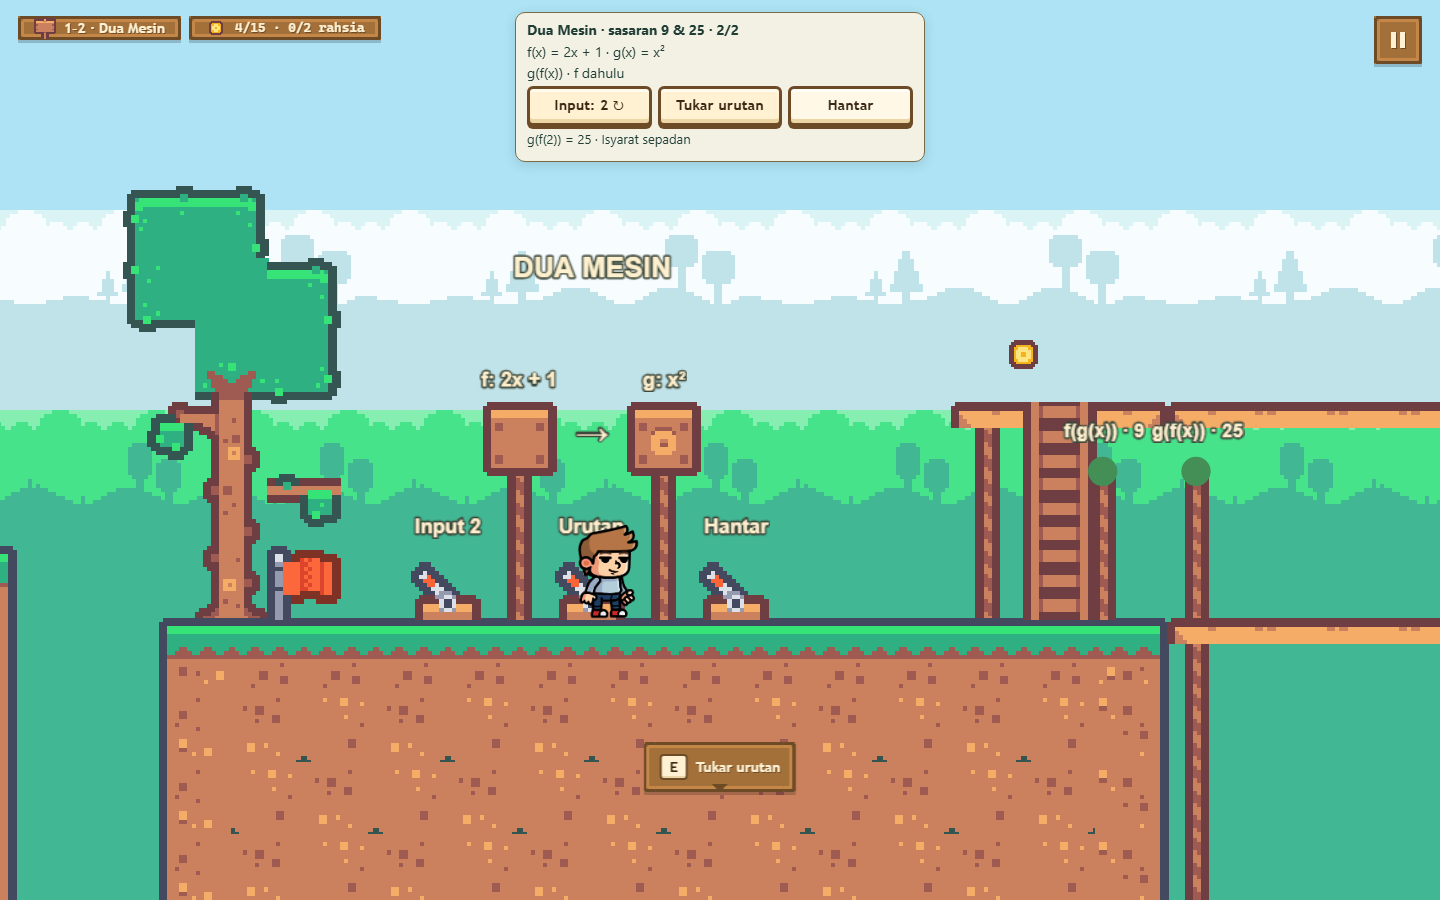 1-2 · Dua Mesin
4/15 · 0/2 rahsia
Dua Mesin · sasaran 9 & 25 · 2/2
f(x) = 2x + 1 · g(x) = x²
g(f(x)) · f dahulu
Input: 2 ↻
Tukar urutan
Hantar
g(f(2)) = 25 · Isyarat sepadan
DUA MESIN
f: 2x + 1
g: x²
→
f(g(x)) · 9
g(f(x)) · 25
Input 2
Urutan
Hantar
E Tukar urutan